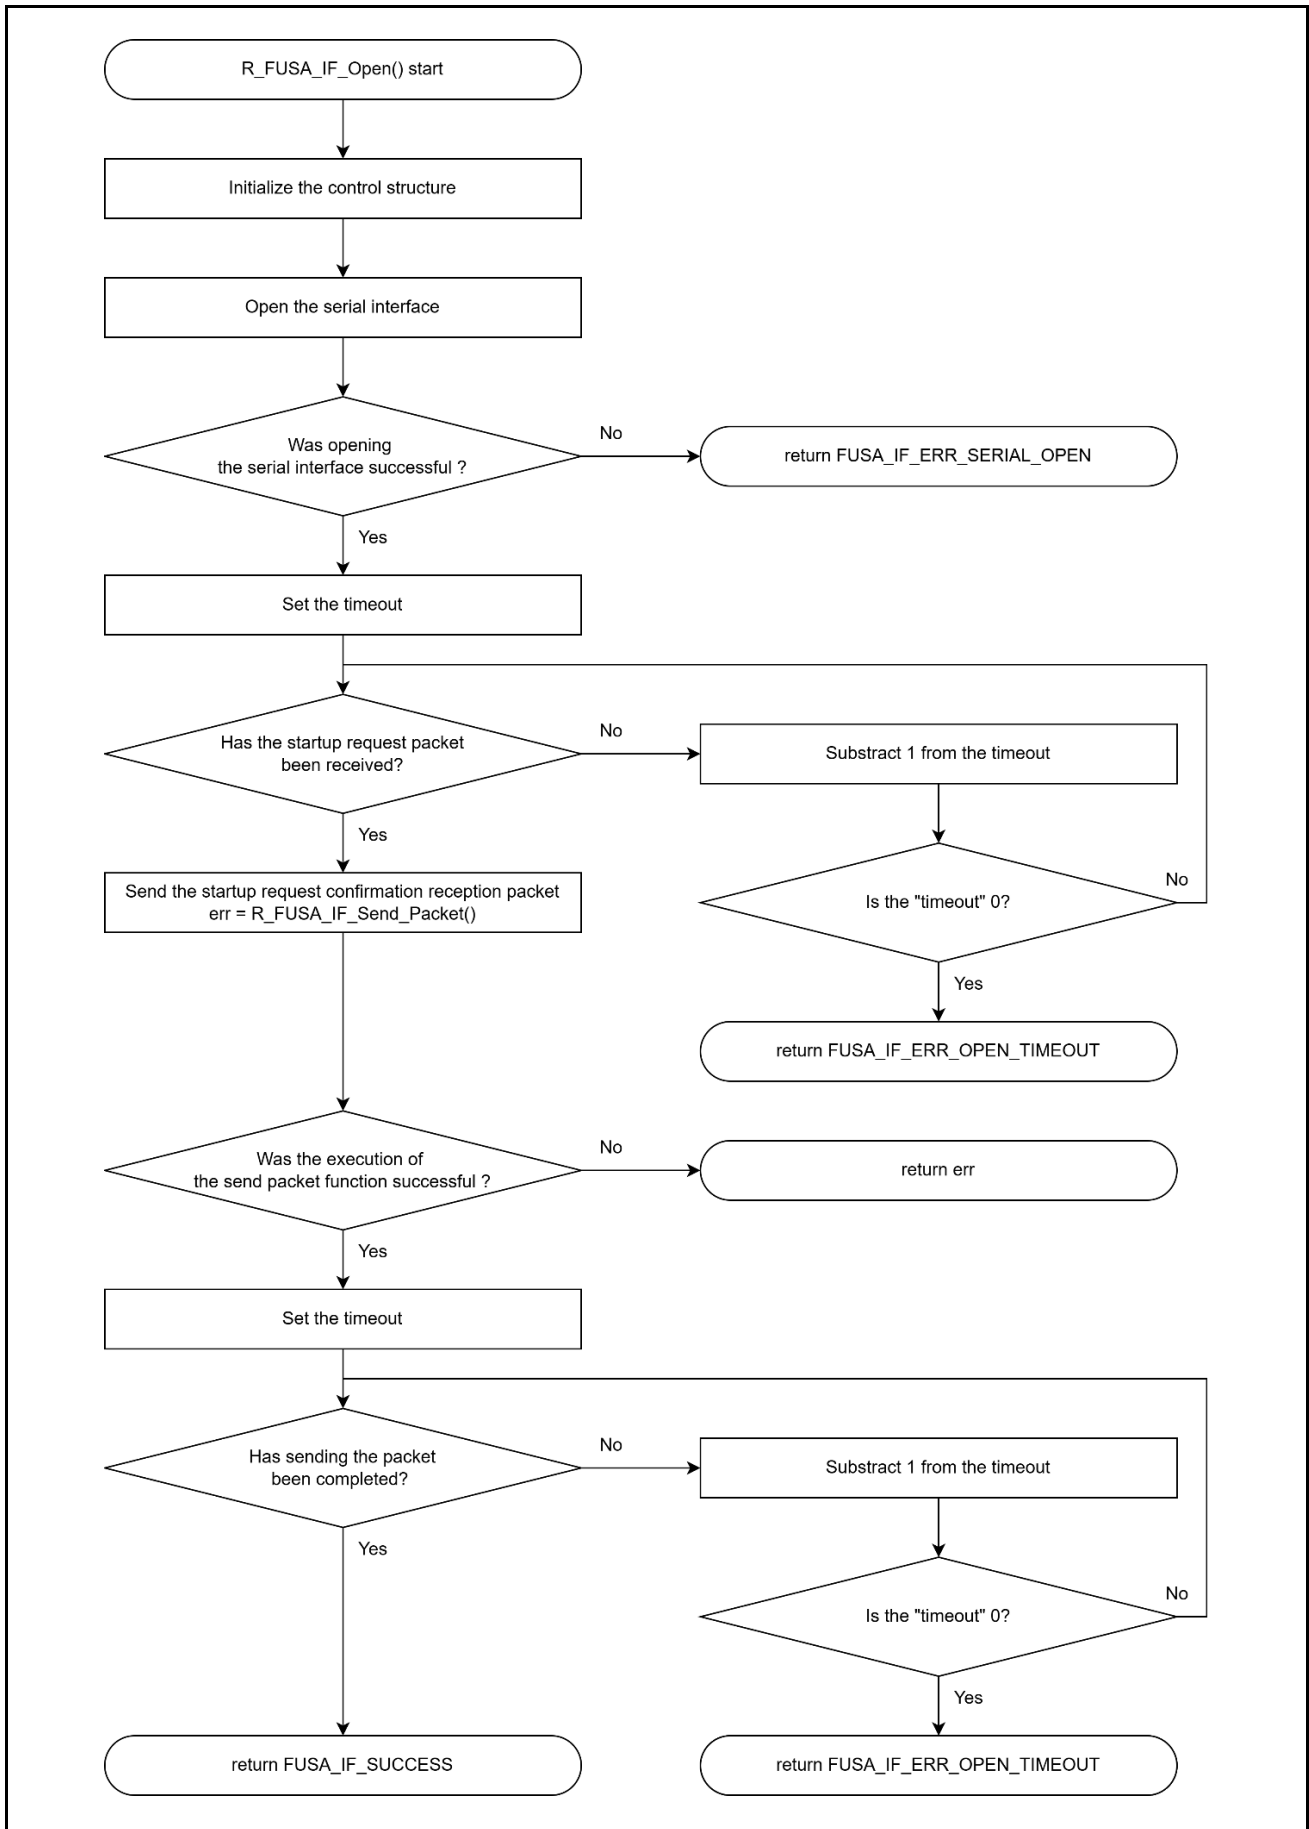 R_FUSA_IF_Open() start
Initialize the control structure
Open the serial interface
Was opening
the serial interface successful ?
No
return FUSA_IF_ERR_SERIAL_OPEN
Yes
Set the timeout
Has the startup request packet
been received?
No
Substract 1 from the timeout
Yes
Send the startup request confirmation reception packet
err = R_FUSA_IF_Send_Packet()
Is the "timeout" 0?
No
Yes
return FUSA_IF_ERR_OPEN_TIMEOUT
Was the execution of
the send packet function successful ?
No
return err
Yes
Set the timeout
Has sending the packet
been completed?
No
Substract 1 from the timeout
Yes
Is the "timeout" 0?
No
Yes
return FUSA_IF_SUCCESS
return FUSA_IF_ERR_OPEN_TIMEOUT